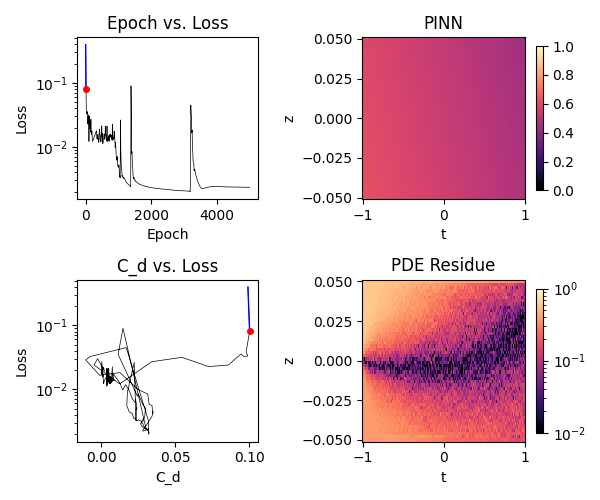 Epoch vs. Loss
Loss
10⁻¹
10⁻²
0
2000
4000
Epoch
PINN
z
0.050
0.025
0.000
−0.025
−0.050
−1
0
1
t
1.0
0.8
0.6
0.4
0.2
0.0
C_d vs. Loss
Loss
10⁻¹
10⁻²
0.00
0.05
0.10
C_d
PDE Residue
z
0.050
0.025
0.000
−0.025
−0.050
−1
0
1
t
10⁰
10⁻¹
10⁻²